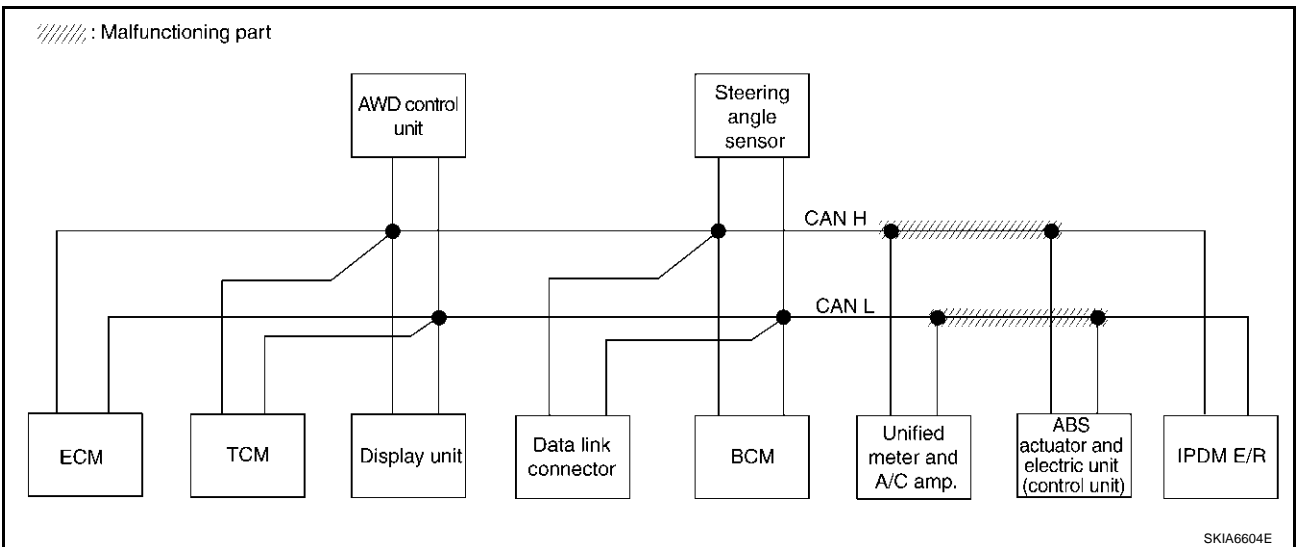 : Malfunctioning part
AWD control
unit
Steering
angle
sensor
CAN H
CAN L
ECM
TCM
Display unit
Data link
connector
BCM
Unified
meter and
A/C amp.
ABS
actuator and
electric unit
(control unit)
IPDM E/R
SKIA6604E